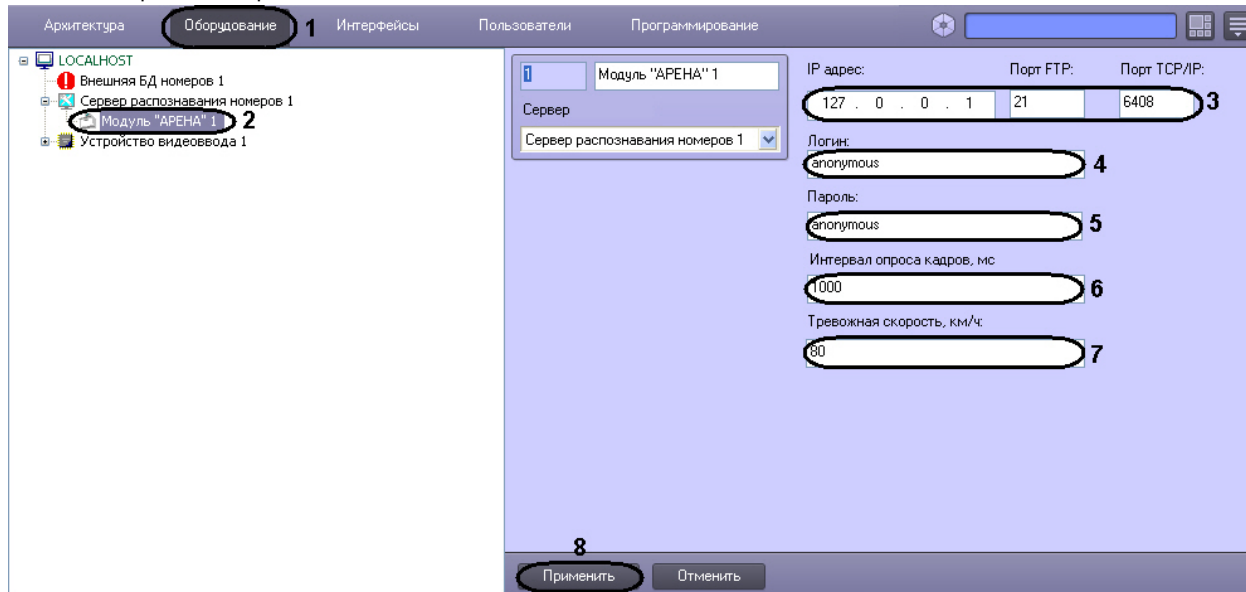 Архитектура Оборудование 1 Интерфейсы Пользователи Программирование
LOCALHOST
Внешняя БД номеров 1
Сервер распознавания номеров 1
Модуль "АРЕНА" 1 2
Устройство видеоввода 1
1 Модуль "АРЕНА" 1
Сервер
Сервер распознавания номеров 1
IP адрес: Порт FTP: Порт TCP/IP:
127 . 0 . 0 . 1 21 6408 3
Логин:
anonymous 4
Пароль:
anonymous 5
Интервал опроса кадров, мс
1000 6
Тревожная скорость, км/ч:
80 7
8
Применить Отменить